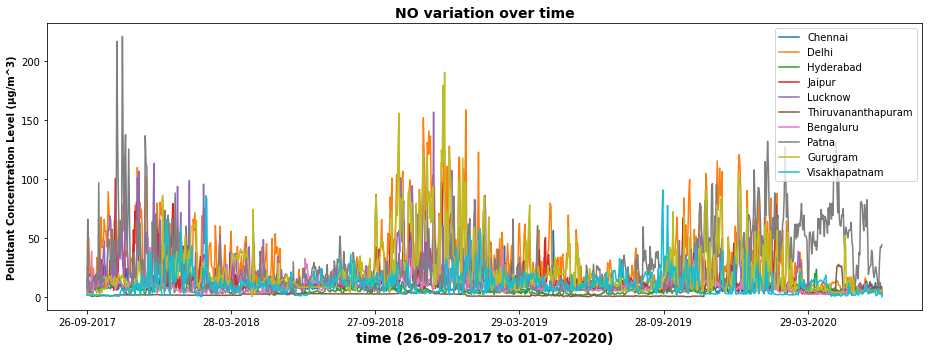 NO variation over time
Pollutant Concentration Level (µg/m^3)
200
150
100
50
0
Chennai
Delhi
Hyderabad
Jaipur
Lucknow
Thiruvananthapuram
Bengaluru
Patna
Gurugram
Visakhapatnam
26-09-2017
28-03-2018
27-09-2018
29-03-2019
28-09-2019
29-03-2020
time (26-09-2017 to 01-07-2020)